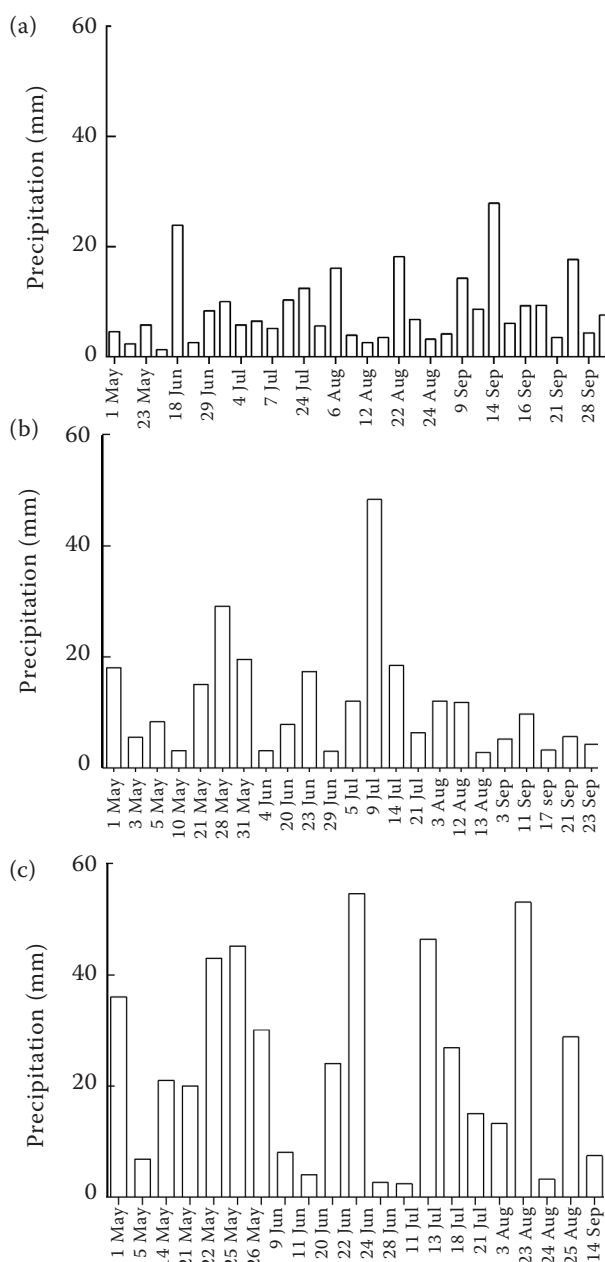 (a)
60
40
20
0
Precipitation (mm)
1 May
23 May
18 Jun
29 Jun
4 Jul
7 Jul
24 Jul
6 Aug
12 Aug
22 Aug
24 Aug
9 Sep
14 Sep
16 Sep
21 Sep
28 Sep
(b)
60
40
20
0
Precipitation (mm)
1 May
3 May
5 May
10 May
21 May
28 May
31 May
4 Jun
20 Jun
23 Jun
29 Jun
5 Jul
9 Jul
14 Jul
21 Jul
3 Aug
12 Aug
13 Aug
3 Sep
11 Sep
17 sep
21 Sep
23 Sep
(c)
60
40
20
0
Precipitation (mm)
1 May
5 May
14 May
21 May
22 May
25 May
26 May
9 Jun
11 Jun
20 Jun
22 Jun
24 Jun
28 Jun
11 Jul
13 Jul
18 Jul
21 Jul
3 Aug
23 Aug
24 Aug
25 Aug
14 Sep